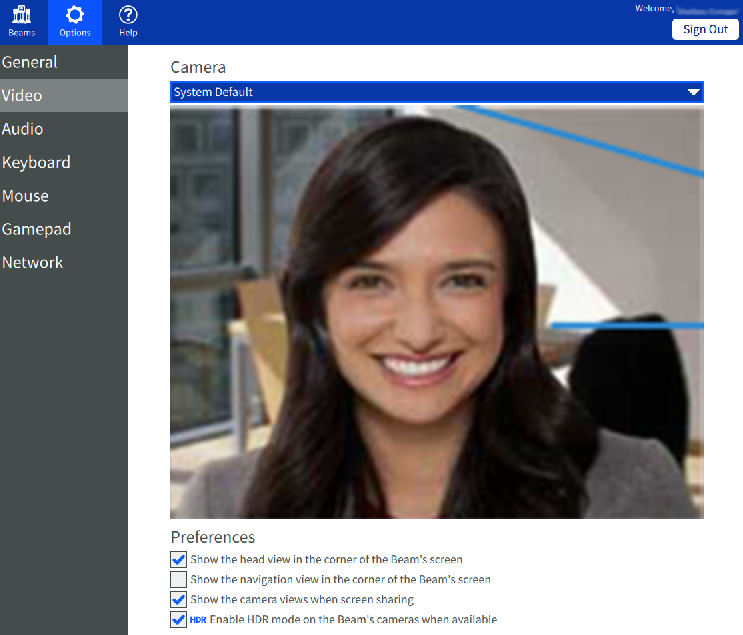 Beams
Options
Help
Welcome,
Sign Out
General
Video
Audio
Keyboard
Mouse
Gamepad
Network
Camera
System Default
Preferences
Show the head view in the corner of the Beam's screen
Show the navigation view in the corner of the Beam's screen
Show the camera views when screen sharing
HDR Enable HDR mode on the Beam's cameras when available